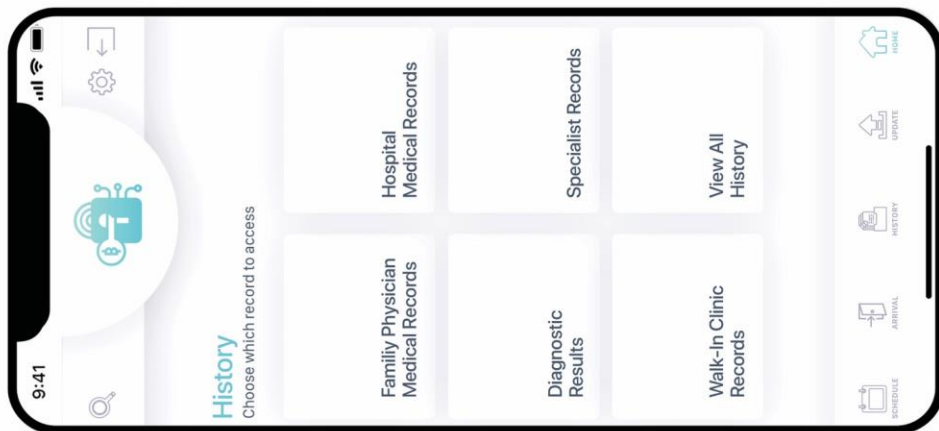 9:41
History
Choose which record to access
Familiy Physician
Medical Records
Hospital
Medical Records
Diagnostic
Results
Specialist Records
Walk-In Clinic
Records
View All
History
SCHEDULE
ARRIVAL
HISTORY
UPDATE
HOME